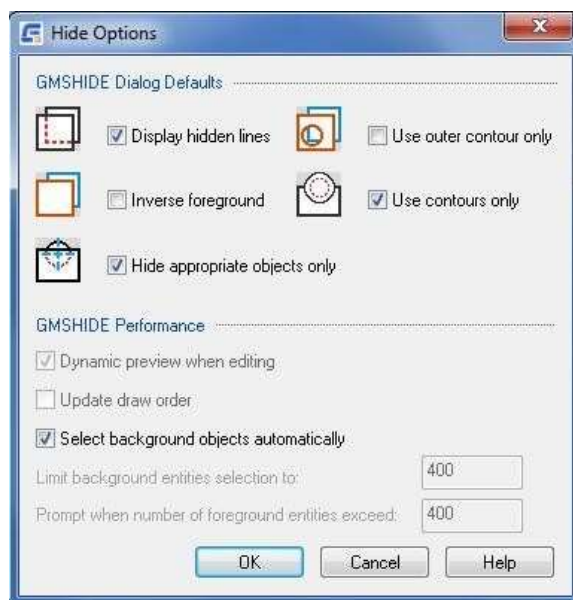 Hide Options
GMSHIDE Dialog Defaults
Display hidden lines
Use outer contour only
Inverse foreground
Use contours only
Hide appropriate objects only
GMSHIDE Performance
Dynamic preview when editing
Update draw order
Select background objects automatically
Limit background entities selection to: 400
Prompt when number of foreground entities exceed: 400
OK Cancel Help